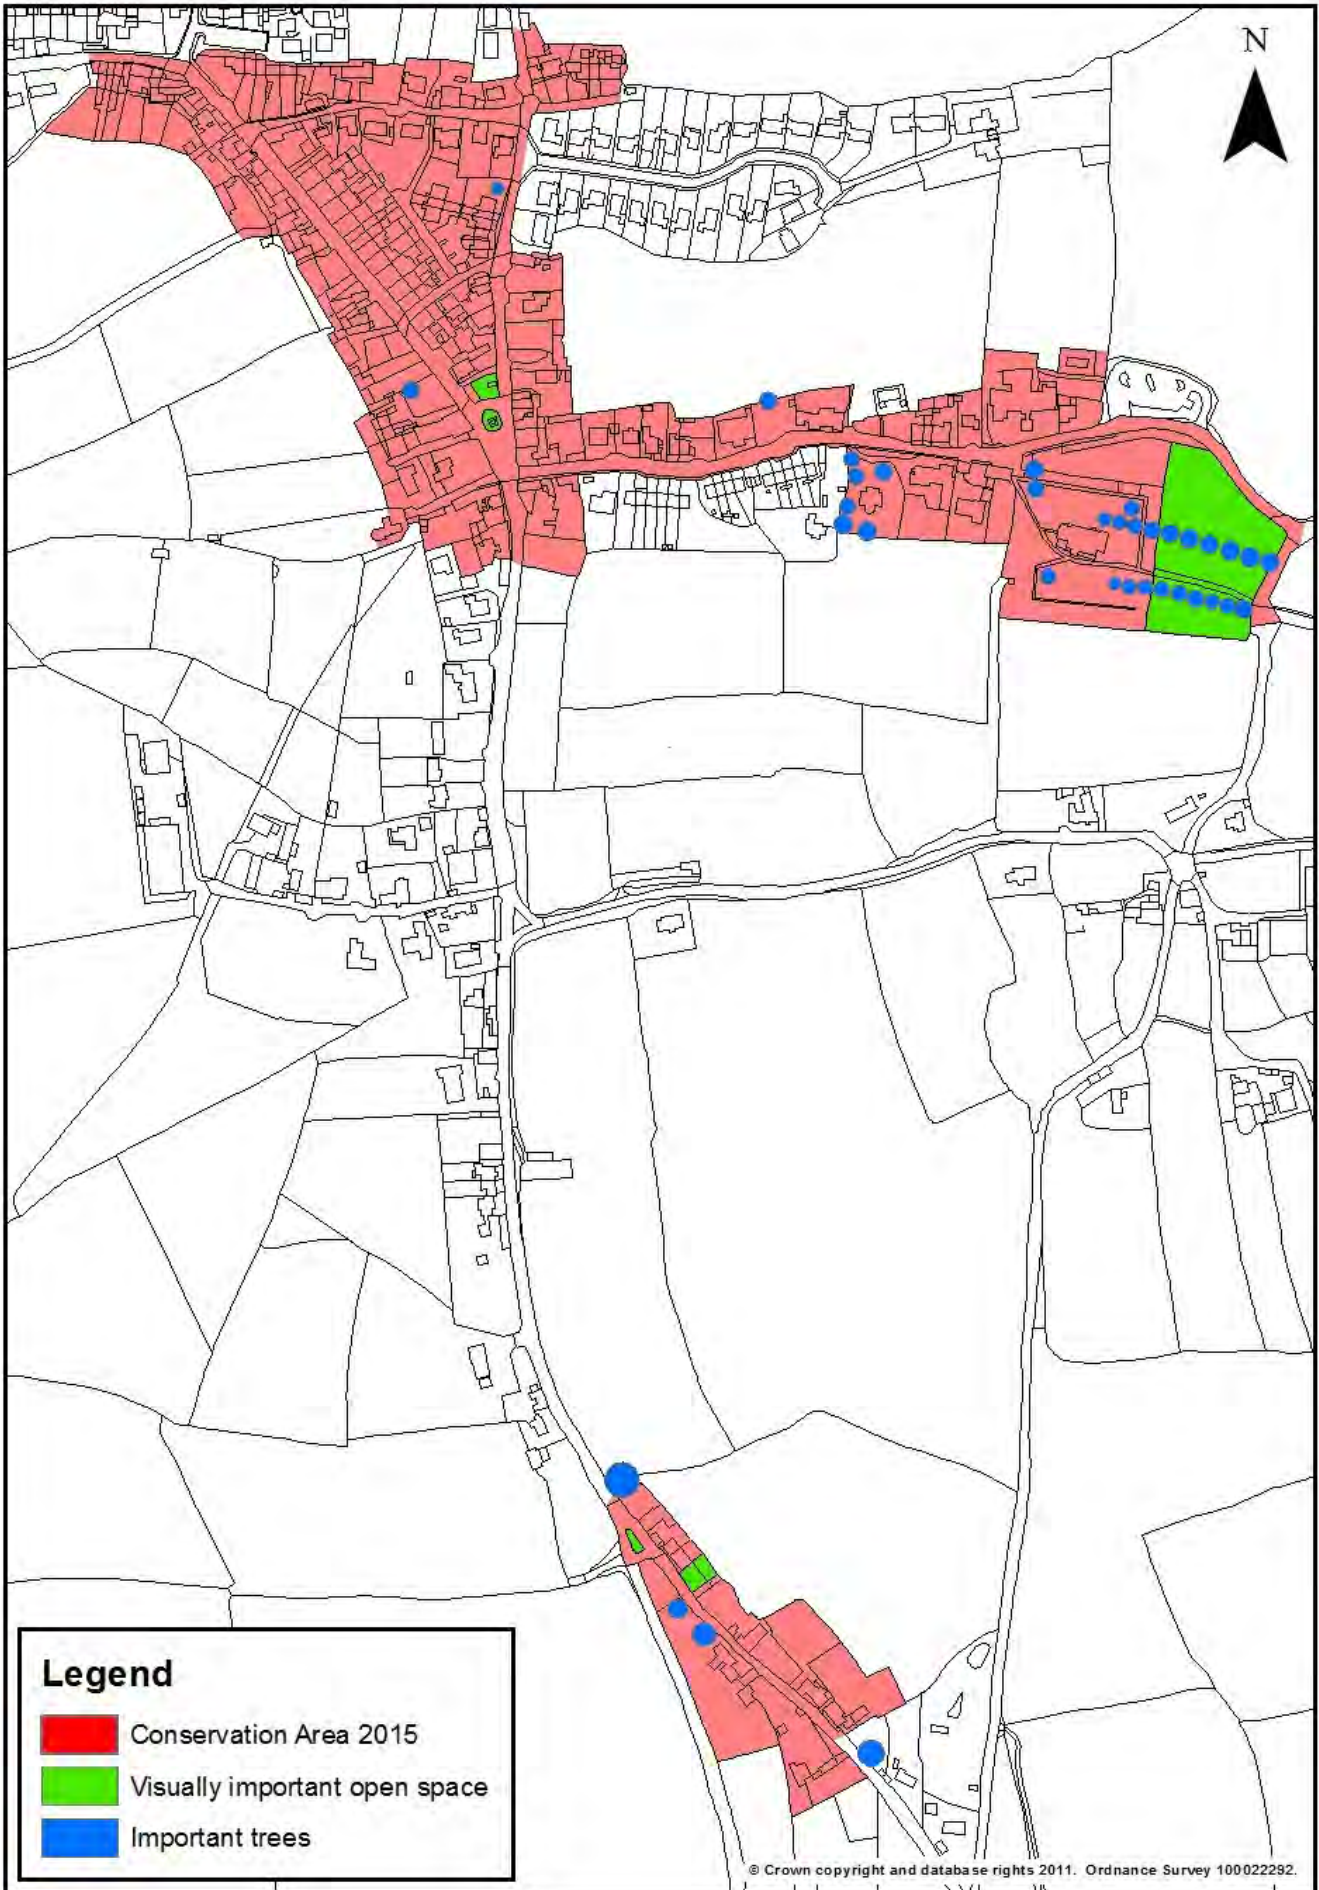 N
Legend
Conservation Area 2015
Visually important open space
Important trees
© Crown copyright and database rights 2011. Ordnance Survey 100022292.